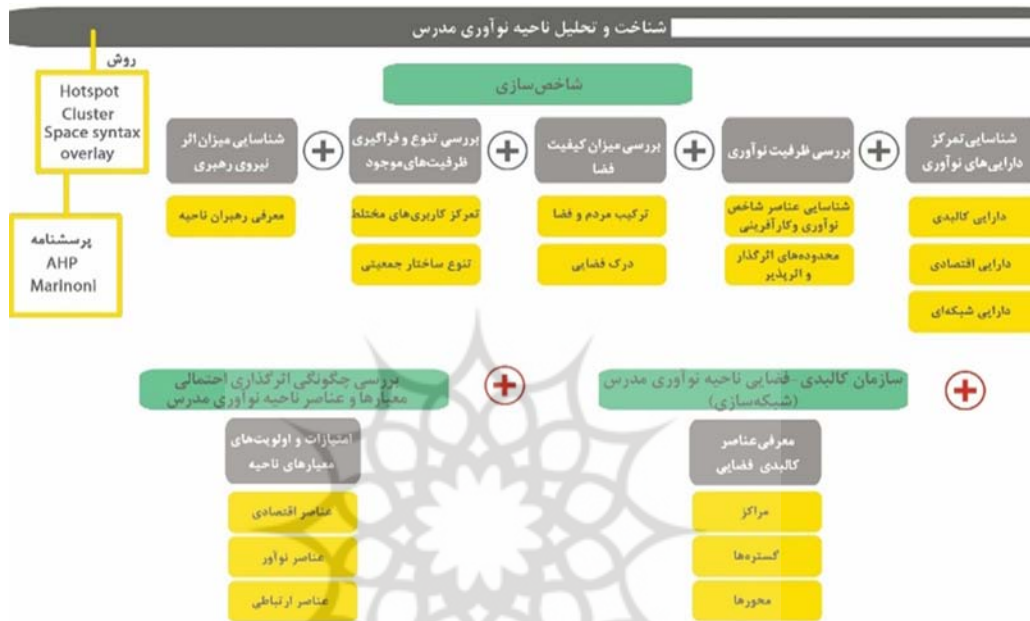 شناخت و تحلیل ناحیه نوآوری مدرس
روش
Hotspot
Cluster
Space syntax
overlay
پرسشنامه
AHP
Marinoni
شاخص‌سازی
شناسایی تمرکز
دارایی‌های نوآوری
دارایی کالبدی
دارایی اقتصادی
دارایی شبکه‌ای
بررسی ظرفیت نوآوری
شناسایی عناصر شاخص
نوآوری وکارآفرینی
محدوده‌های اثرگذار
و اثرپذیر
بررسی میزان کیفیت
فضا
ترکیب مردم و فضا
درک فضایی
بررسی تنوع و فراگیری
ظرفیت‌های موجود
تمرکز کاربری‌های مختلط
تنوع ساختار جمعیتی
شناسایی میزان اثر
نیروی رهبری
معرفی رهبران ناحیه
سازمان کالبدی-فضایی ناحیه نوآوری مدرس
(شبکه‌سازی)
معرفی عناصر
کالبدی فضایی
مراکز
گستره‌ها
محورها
بررسی چگونگی اثرگذاری احتمالی
معیارها و عناصر ناحیه نوآوری مدرس
امتیازات و اولویت‌های
معیارهای ناحیه
عناصر اقتصادی
عناصر نوآور
عناصر ارتباطی